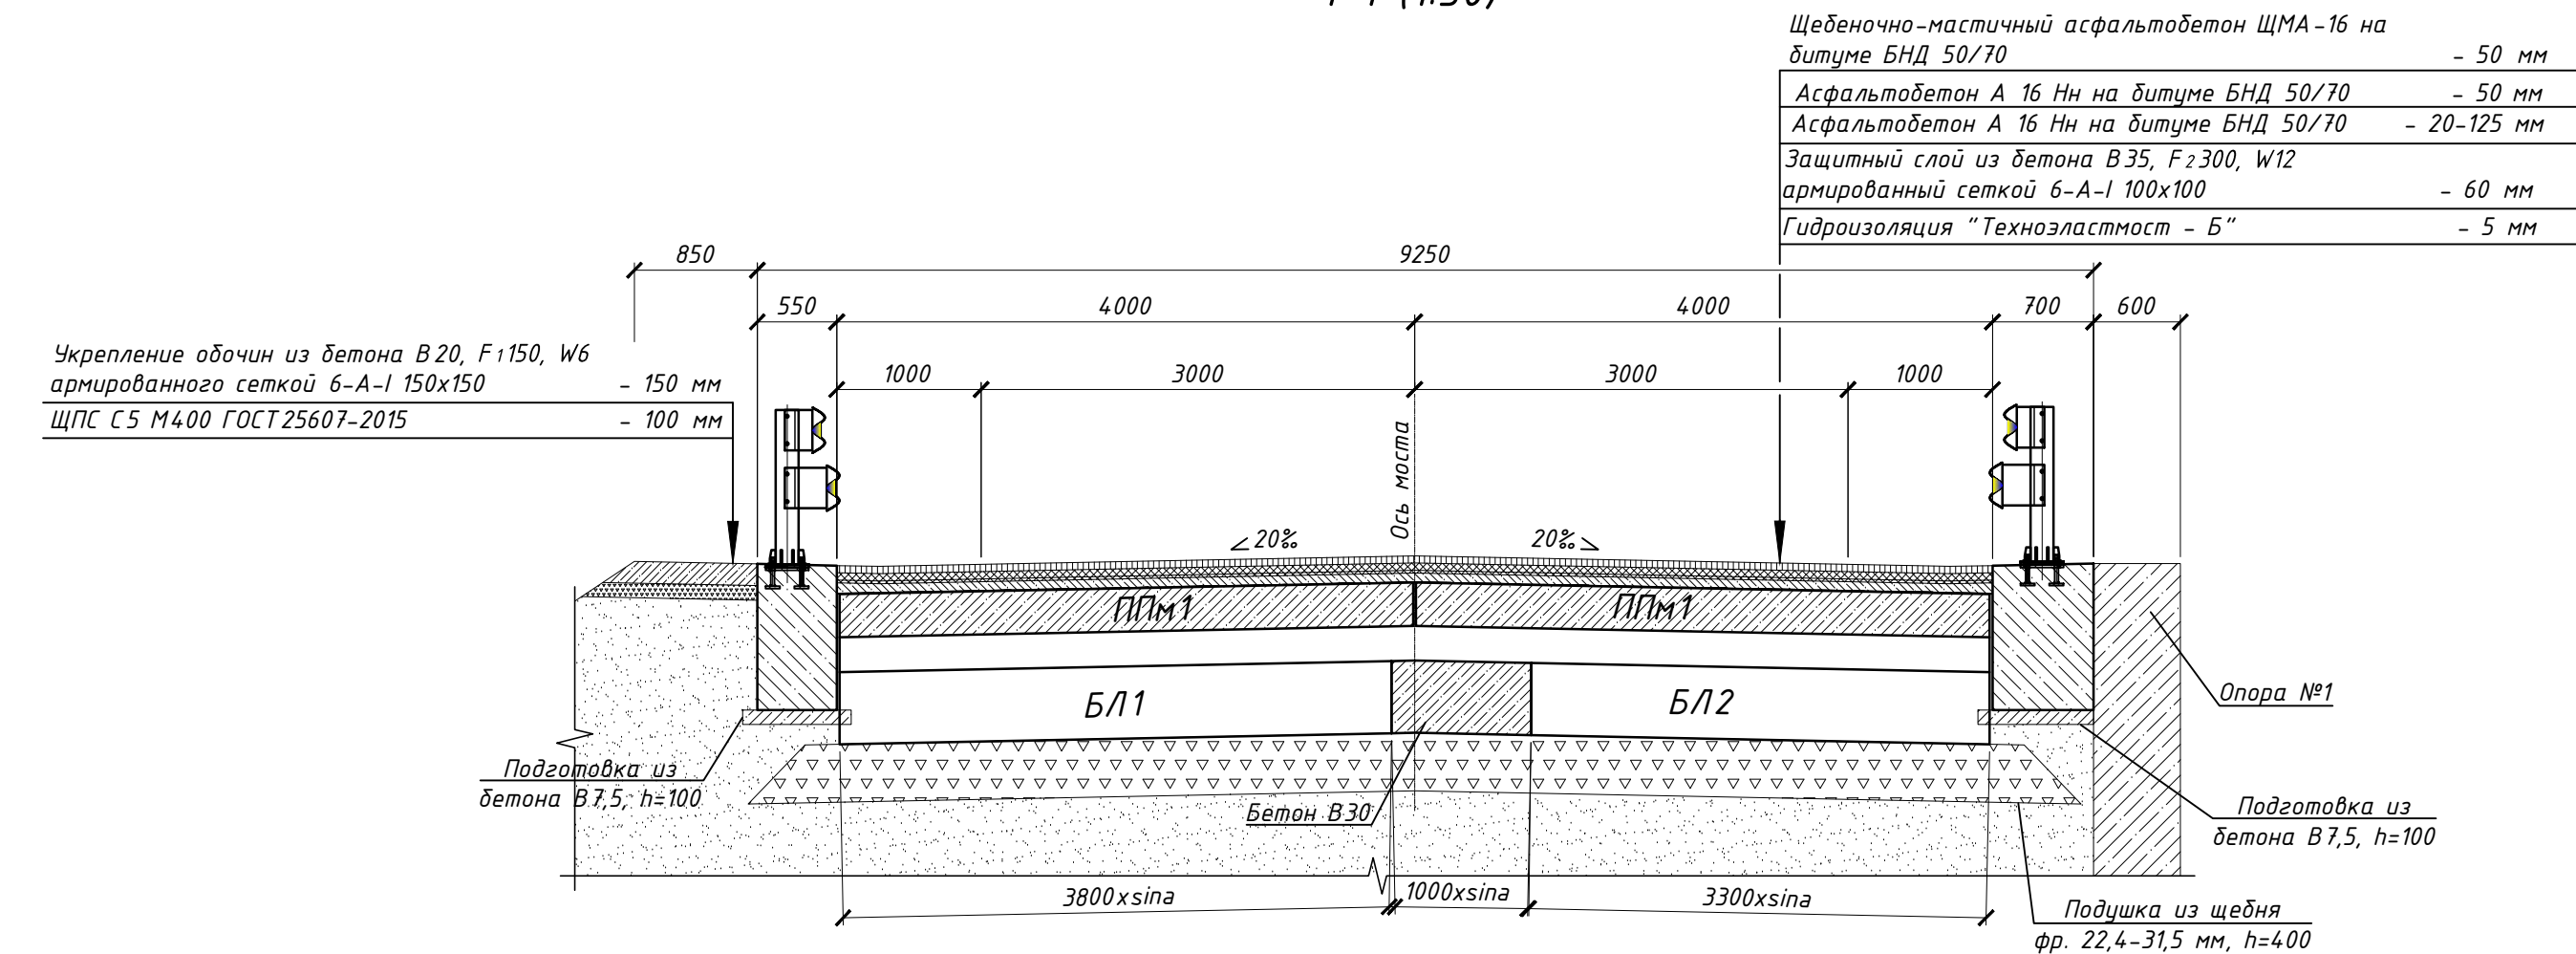 Щебеночно-мастичный асфальтобетон ЩМА-16 на
битуме БНД 50/70 - 50 мм
Асфальтобетон А 16 Нн на битуме БНД 50/70 - 50 мм
Асфальтобетон А 16 Нн на битуме БНД 50/70 - 20-125 мм
Защитный слой из бетона В35, F2300, W12
армированный сеткой 6-А-I 100х100 - 60 мм
Гидроизоляция "Техноэластмост - Б" - 5 мм
850 9250
550 4000 4000 700 600
Укрепление обочин из бетона В20, F1150, W6
армированного сеткой 6-А-I 150х150 - 150 мм
ЩПС С5 М400 ГОСТ 25607-2015 - 100 мм
1000 3000 3000 1000
Ось моста
20‰ 20‰
ППм1 ППм1
БЛ1 БЛ2
Опора №1
Подготовка из
бетона В7,5, h=100
Бетон В30
Подготовка из
бетона В7,5, h=100
3800xsina 1000xsina 3300xsina
Подушка из щебня
фр. 22,4-31,5 мм, h=400